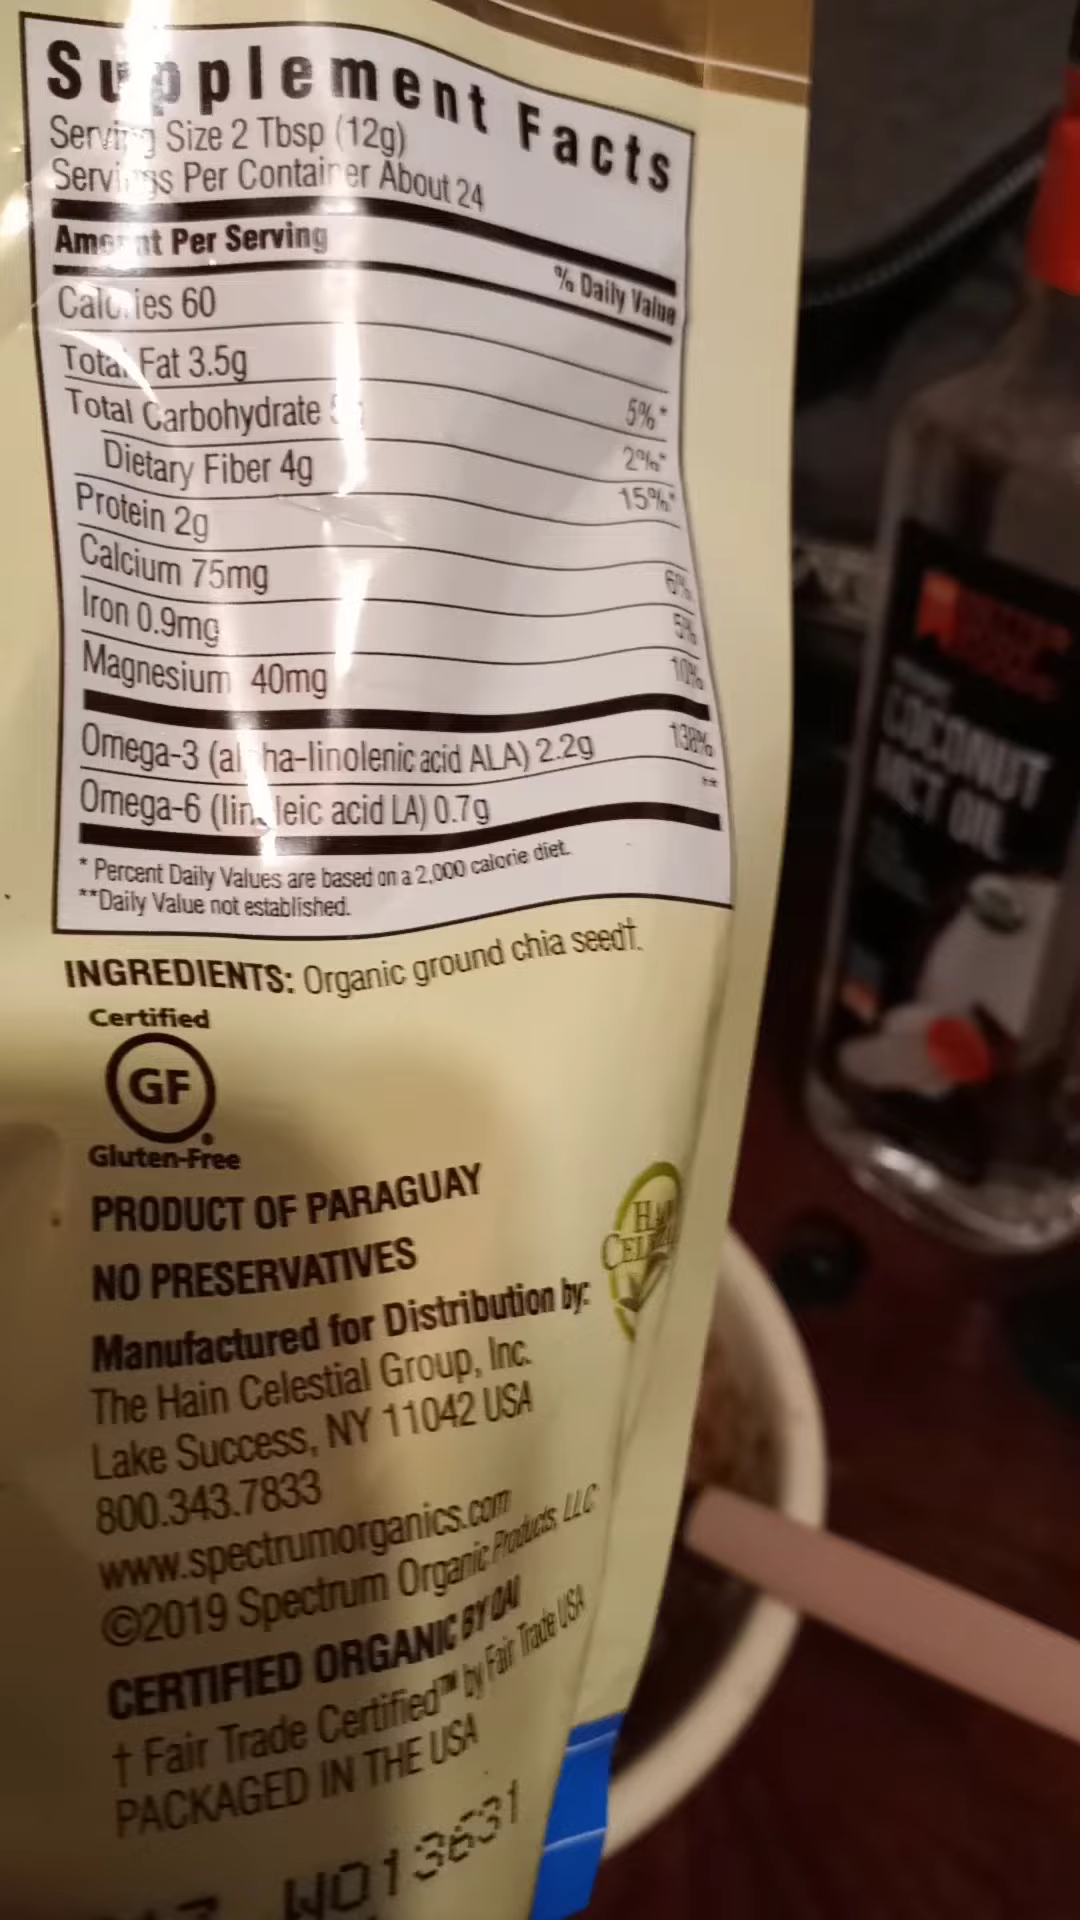 Supplement Facts
Serving Size 2 Tbsp (12g)
Servings Per Container About 24
Amount Per Serving
% Daily Value
Calories 60
Total Fat 3.5g 5%*
Total Carbohydrate 2%*
Dietary Fiber 4g 15%*
Protein 2g
Calcium 75mg 6%
Iron 0.9mg 5%
Magnesium 40mg 10%
Omega-3 (alpha-linolenic acid ALA) 2.2g 138%
Omega-6 (linoleic acid LA) 0.7g **
* Percent Daily Values are based on a 2,000 calorie diet.
**Daily Value not established.
INGREDIENTS: Organic ground chia seed†.
Certified
GF
Gluten-Free
PRODUCT OF PARAGUAY
NO PRESERVATIVES
Manufactured for Distribution by:
The Hain Celestial Group, Inc.
Lake Success, NY 11042 USA
800.343.7833
www.spectrumorganics.com
©2019 Spectrum Organic Products, LLC
CERTIFIED ORGANIC BY QAI
† Fair Trade Certified™ by Fair Trade USA
PACKAGED IN THE USA
WO13631
HAIN
CELESTIAL
COCONUT
MCT OIL